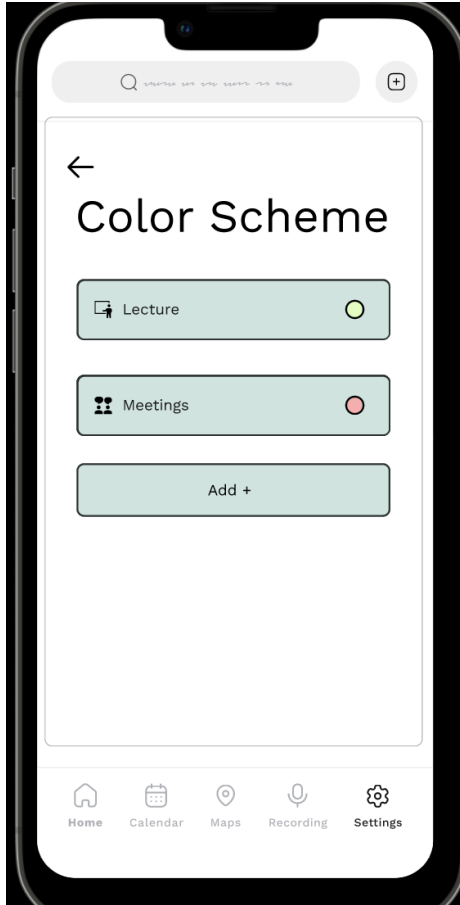 Color Scheme
Lecture
Meetings
Add +
Home
Calendar
Maps
Recording
Settings